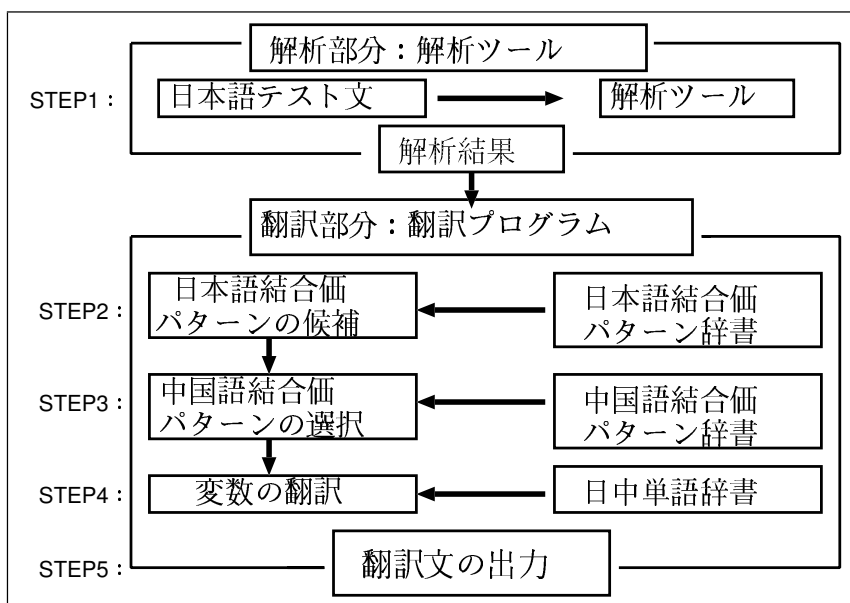 解析部分：解析ツール
STEP1：
日本語テスト文
解析ツール
解析結果
翻訳部分：翻訳プログラム
STEP2：
日本語結合価
パターンの候補
日本語結合価
パターン辞書
STEP3：
中国語結合価
パターンの選択
中国語結合価
パターン辞書
STEP4：
変数の翻訳
日中単語辞書
STEP5：
翻訳文の出力